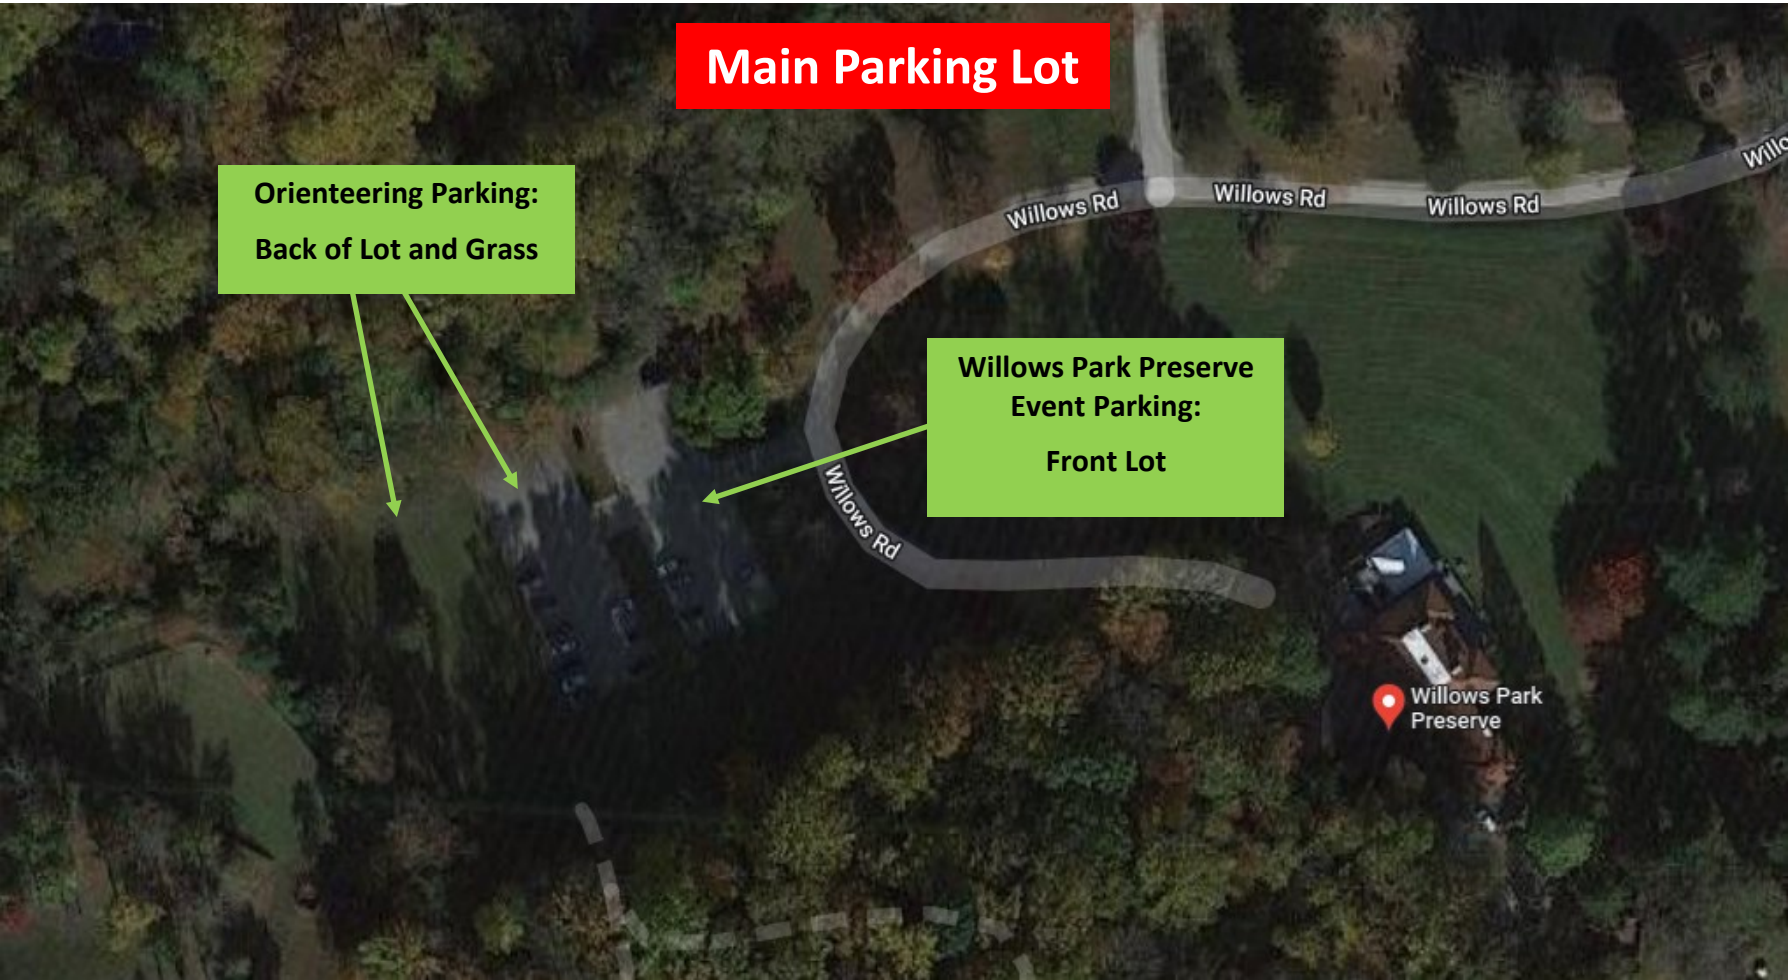 Main Parking Lot
Orienteering Parking:
Back of Lot and Grass
Willows Rd
Willows Rd
Willows Rd
Willo
Willows Park Preserve
Event Parking:
Front Lot
Willows Rd
Willows Park
Preserve